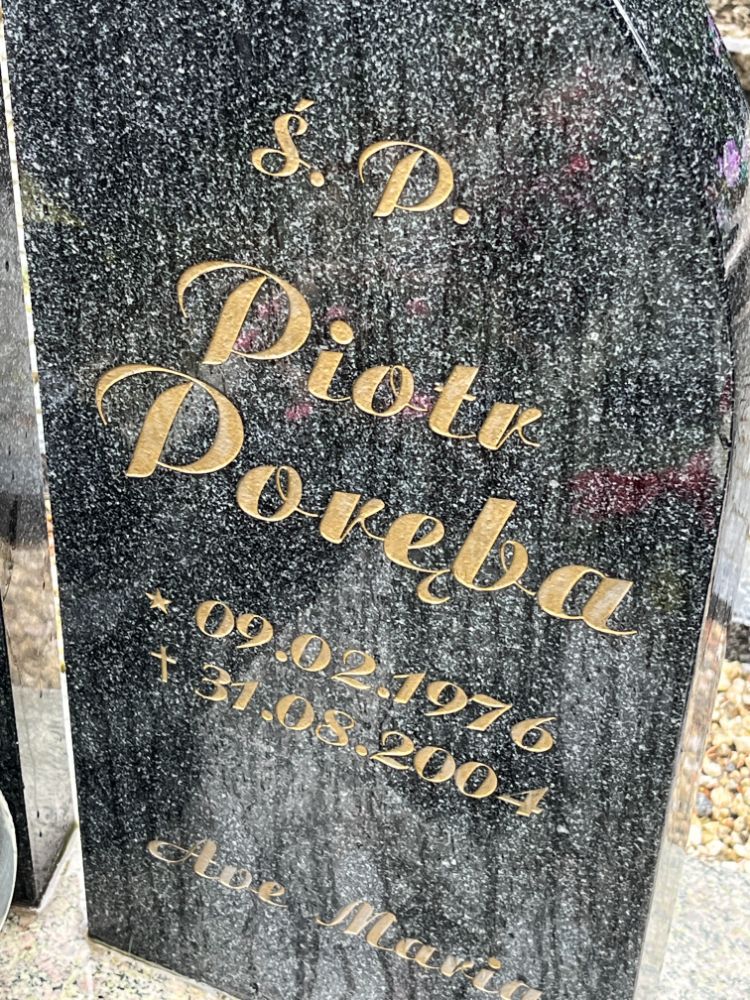 Ś. P.
Piotr
Poręba
★ 09.02.1976
✝ 31.08.2004
Ave Maria